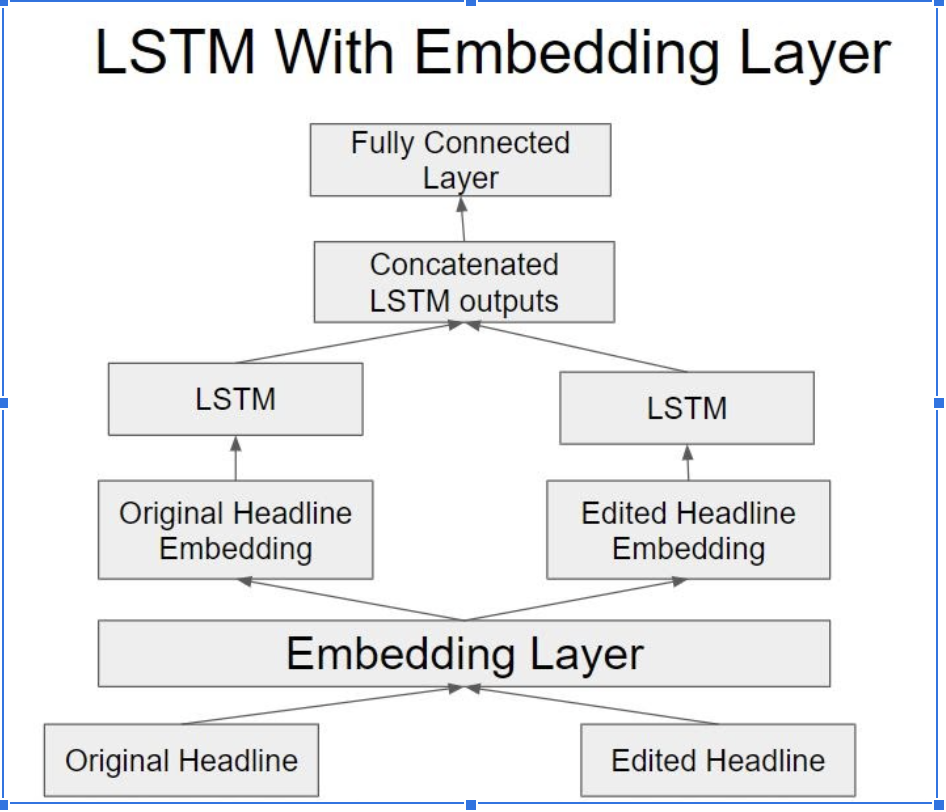 LSTM With Embedding Layer
Fully Connected
Layer
Concatenated
LSTM outputs
LSTM
LSTM
Original Headline
Embedding
Edited Headline
Embedding
Embedding Layer
Original Headline
Edited Headline